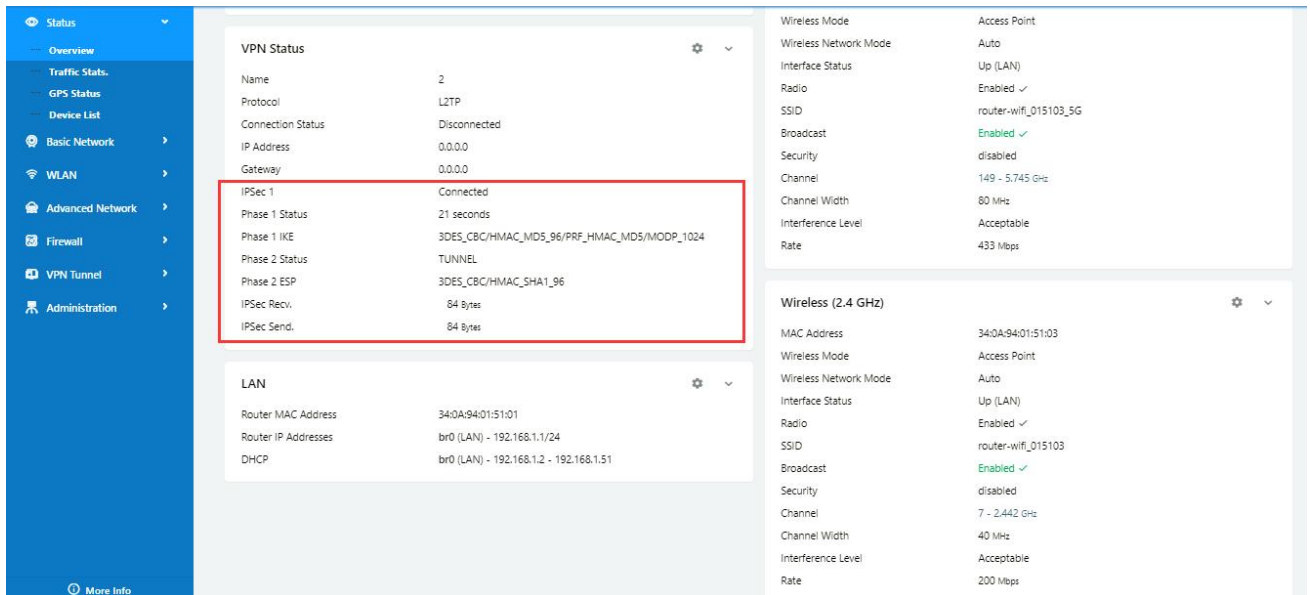 Status
Overview
Traffic Stats.
GPS Status
Device List
Basic Network
WLAN
Advanced Network
Firewall
VPN Tunnel
Administration
More Info
VPN Status
Name 2
Protocol L2TP
Connection Status Disconnected
IP Address 0.0.0.0
Gateway 0.0.0.0
IPSec 1 Connected
Phase 1 Status 21 seconds
Phase 1 IKE 3DES_CBC/HMAC_MD5_96/PRF_HMAC_MD5/MODP_1024
Phase 2 Status TUNNEL
Phase 2 ESP 3DES_CBC/HMAC_SHA1_96
IPSec Recv. 84 Bytes
IPSec Send. 84 Bytes
LAN
Router MAC Address 34:0A:94:01:51:01
Router IP Addresses br0 (LAN) - 192.168.1.1/24
DHCP br0 (LAN) - 192.168.1.2 - 192.168.1.51
Wireless Mode Access Point
Wireless Network Mode Auto
Interface Status Up (LAN)
Radio Enabled ✓
SSID router-wifi_015103_5G
Broadcast Enabled ✓
Security disabled
Channel 149 - 5.745 GHz
Channel Width 80 MHz
Interference Level Acceptable
Rate 433 Mbps
Wireless (2.4 GHz)
MAC Address 34:0A:94:01:51:03
Wireless Mode Access Point
Wireless Network Mode Auto
Interface Status Up (LAN)
Radio Enabled ✓
SSID router-wifi_015103
Broadcast Enabled ✓
Security disabled
Channel 7 - 2.442 GHz
Channel Width 40 MHz
Interference Level Acceptable
Rate 200 Mbps